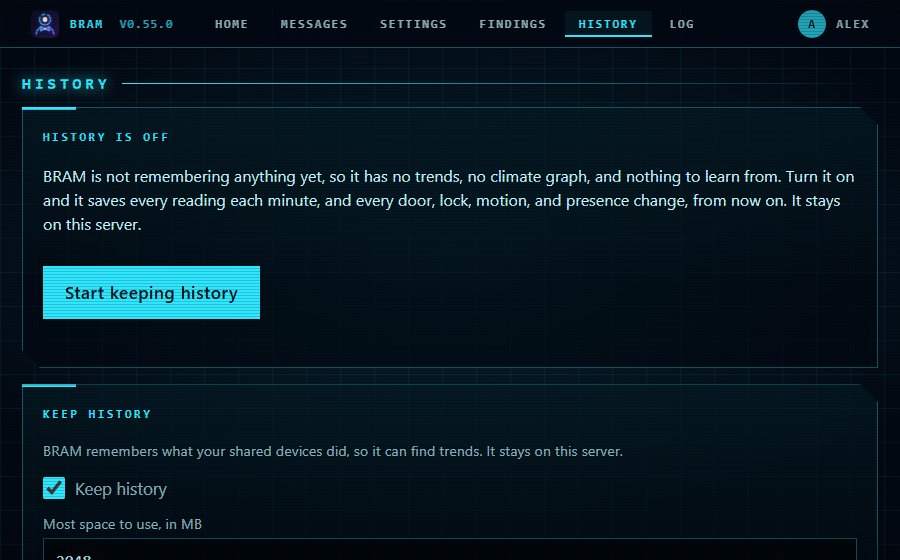 BRAM V0.55.0 HOME MESSAGES SETTINGS FINDINGS HISTORY LOG A ALEX
HISTORY
HISTORY IS OFF
BRAM is not remembering anything yet, so it has no trends, no climate graph, and nothing to learn from. Turn it on
and it saves every reading each minute, and every door, lock, motion, and presence change, from now on. It stays
on this server.
Start keeping history
KEEP HISTORY
BRAM remembers what your shared devices did, so it can find trends. It stays on this server.
Keep history
Most space to use, in MB
2048